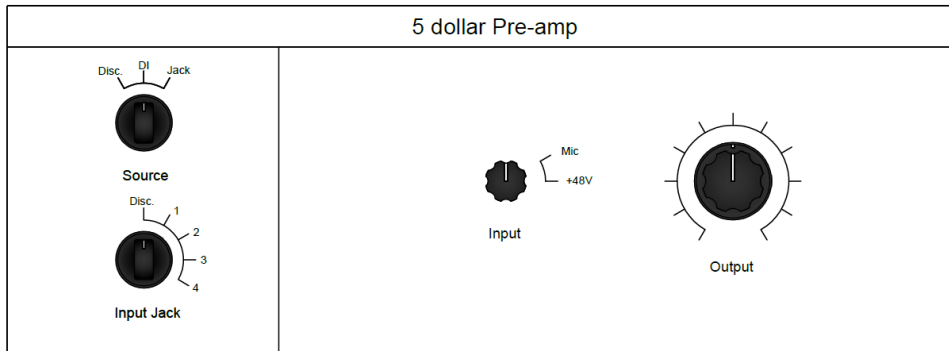 5 dollar Pre-amp
Disc. DI Jack
Source
Disc.
1
2
3
4
Input Jack
Mic
+48V
Input
Output